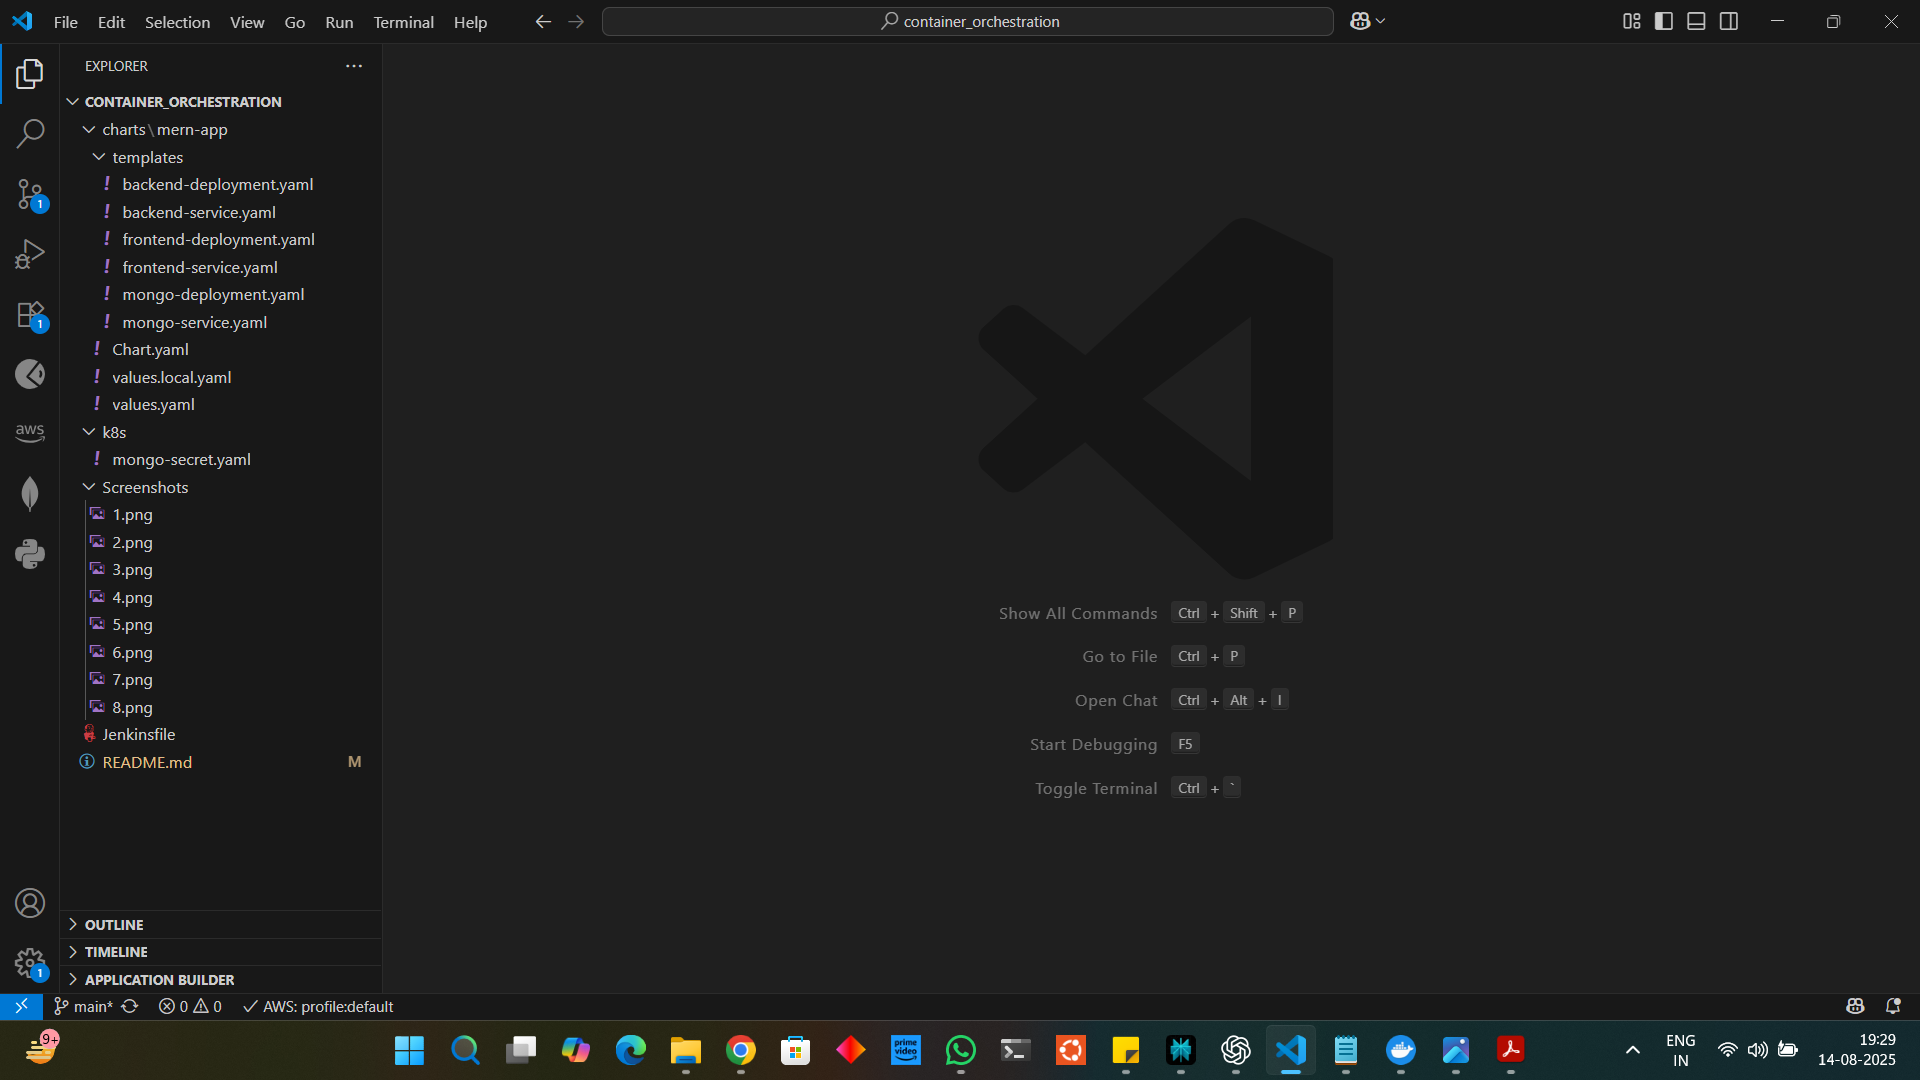 File Edit Selection View Go Run Terminal Help
container_orchestration
EXPLORER
CONTAINER_ORCHESTRATION
charts\mern-app
templates
! backend-deployment.yaml
! backend-service.yaml
! frontend-deployment.yaml
! frontend-service.yaml
! mongo-deployment.yaml
! mongo-service.yaml
! Chart.yaml
! values.local.yaml
! values.yaml
k8s
! mongo-secret.yaml
Screenshots
1.png
2.png
3.png
4.png
5.png
6.png
7.png
8.png
Jenkinsfile
README.md M
OUTLINE
TIMELINE
APPLICATION BUILDER
1
1
aws
1
Show All Commands Ctrl + Shift + P
Go to File Ctrl + P
Open Chat Ctrl + Alt + I
Start Debugging F5
Toggle Terminal Ctrl + `
main* 0 0 AWS: profile:default
9+
prime video
ENG
IN
19:29
14-08-2025